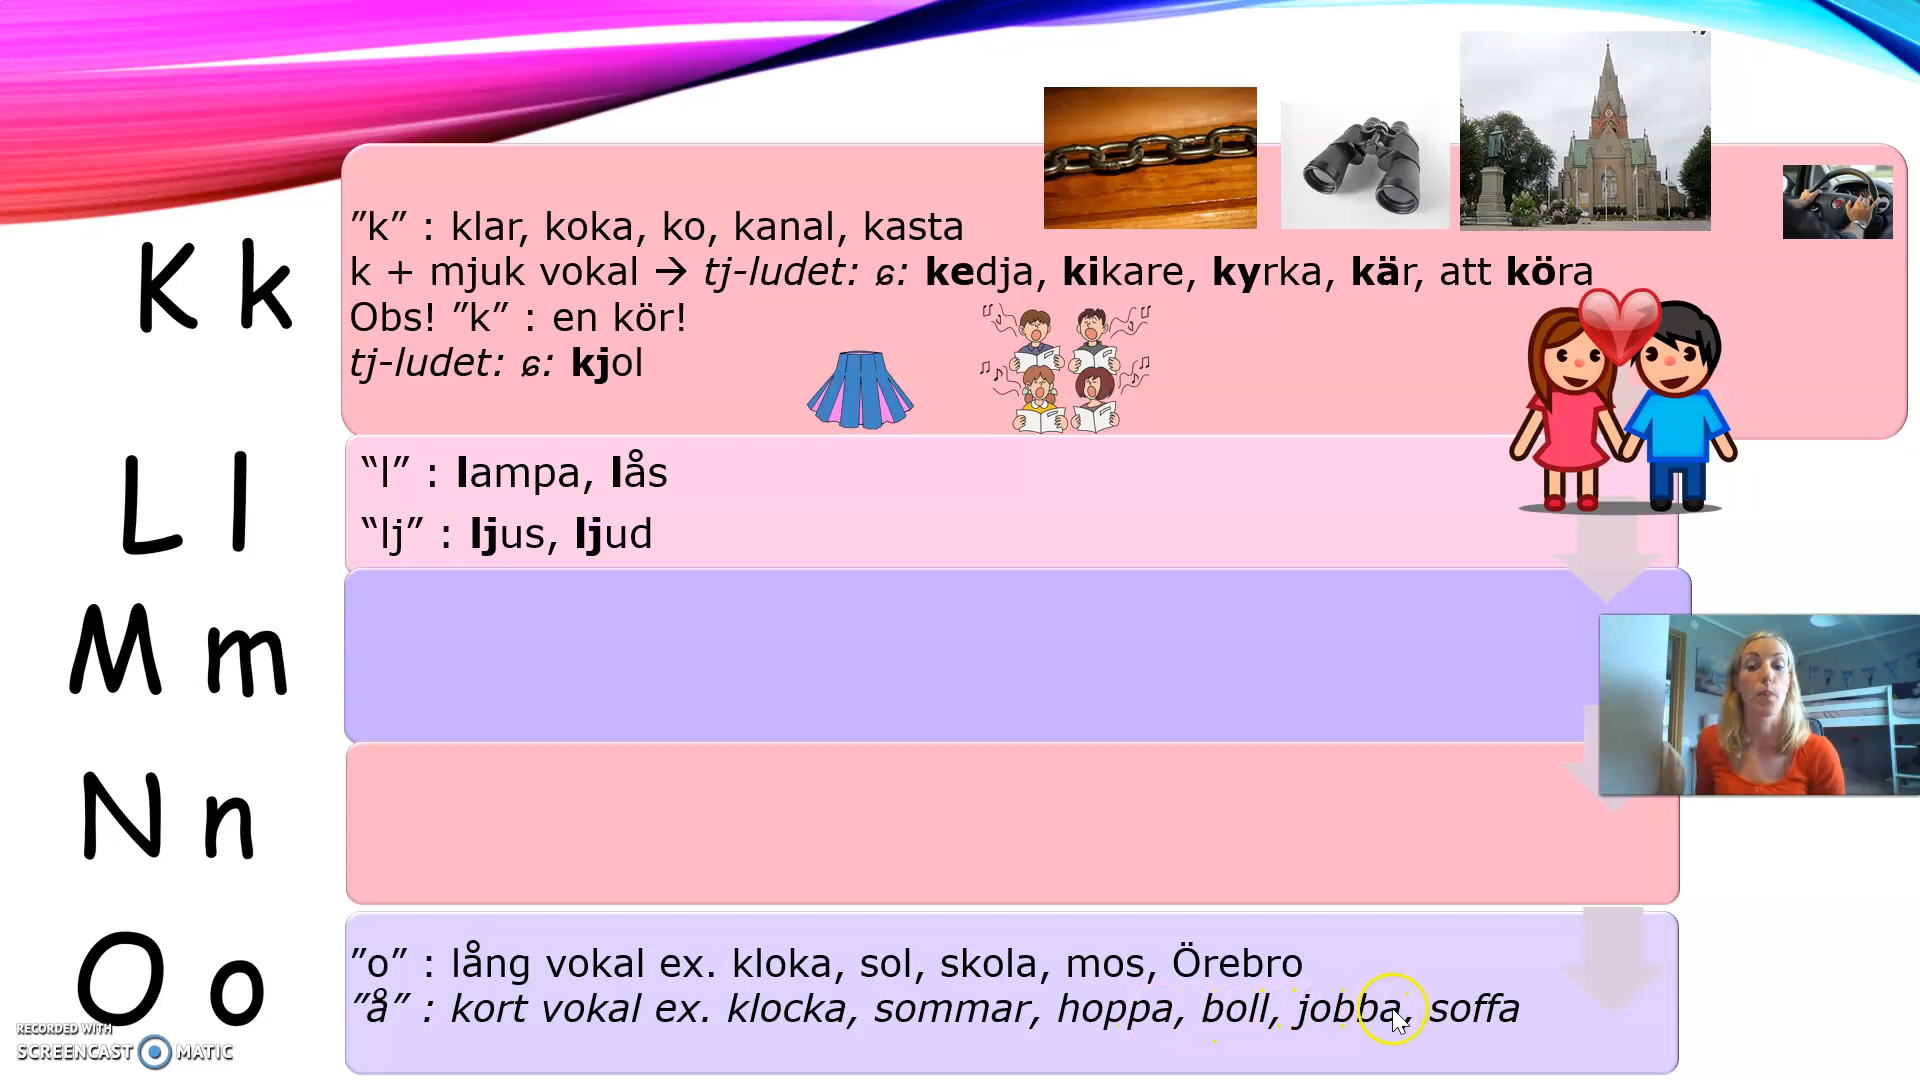 K k
”k” : klar, koka, ko, kanal, kasta
k + mjuk vokal → tj-ludet: ɕ: kedja, kikare, kyrka, kär, att köra
Obs! ”k” : en kör!
tj-ludet: ɕ: kjol
L l
“l” : lampa, lås
“lj” : ljus, ljud
M m
N n
O o
”o” : lång vokal ex. kloka, sol, skola, mos, Örebro
”å” : kort vokal ex. klocka, sommar, hoppa, boll, jobba, soffa
RECORDED WITH
SCREENCAST MATIC